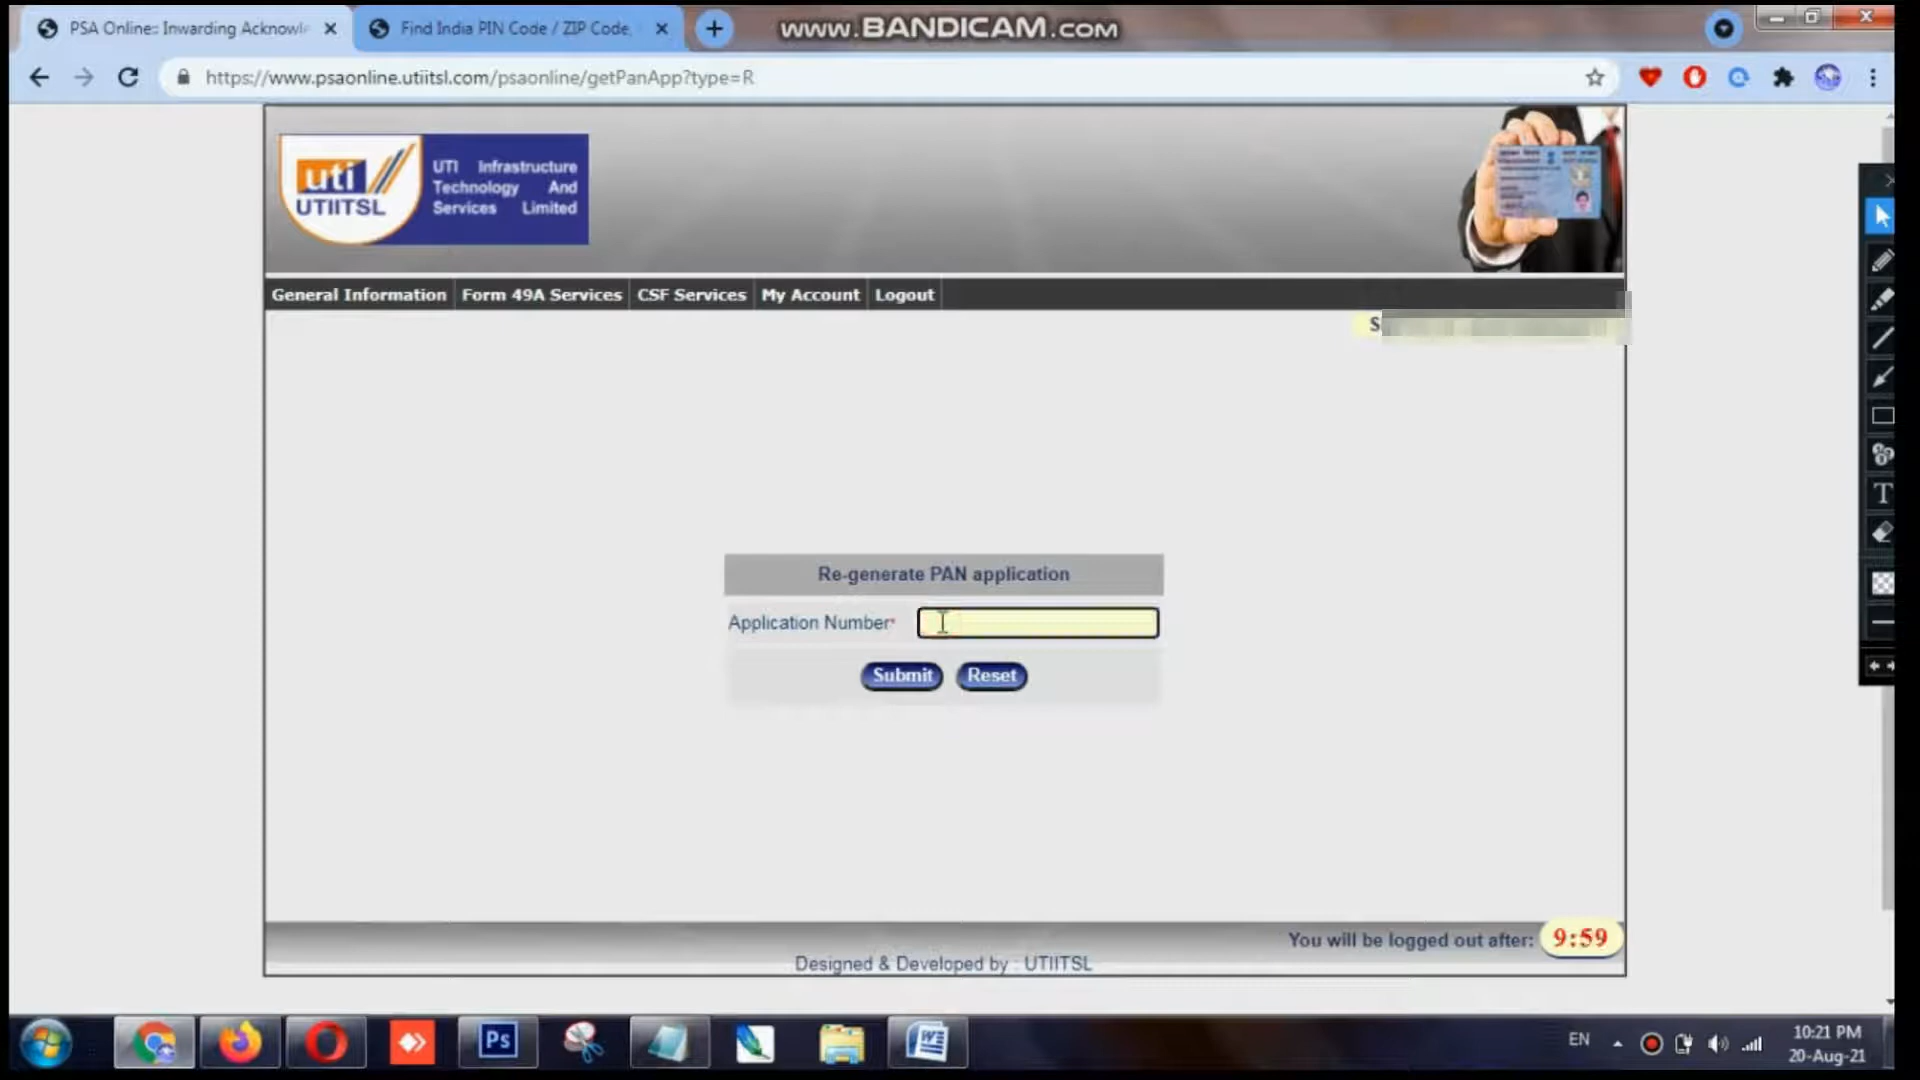 PSA Online: Inwarding Acknowle
Find India PIN Code / ZIP Code,
www.BANDICAM.com
https://www.psaonline.utiitsl.com/psaonline/getPanApp?type=R
uti
UTIITSL
UTI Infrastructure
Technology And
Services Limited
General Information
Form 49A Services
CSF Services
My Account
Logout
S
Re-generate PAN application
Application Number*
Submit
Reset
You will be logged out after: 9:59
Designed & Developed by : UTIITSL
T
Ps
EN
10:21 PM
20-Aug-21